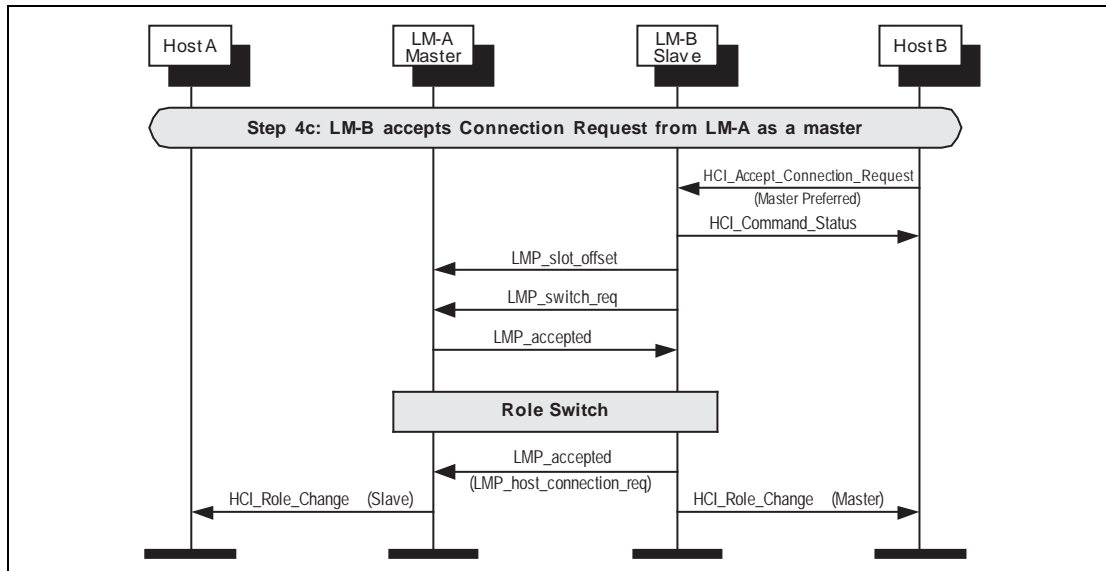 Host A
LM-A
Master
LM-B
Slave
Host B
Step 4c: LM-B accepts Connection Request from LM-A as a master
HCI_Accept_Connection_Request
(Master Preferred)
HCI_Command_Status
LMP_slot_offset
LMP_switch_req
LMP_accepted
Role Switch
LMP_accepted
(LMP_host_connection_req)
HCI_Role_Change (Slave)
HCI_Role_Change (Master)